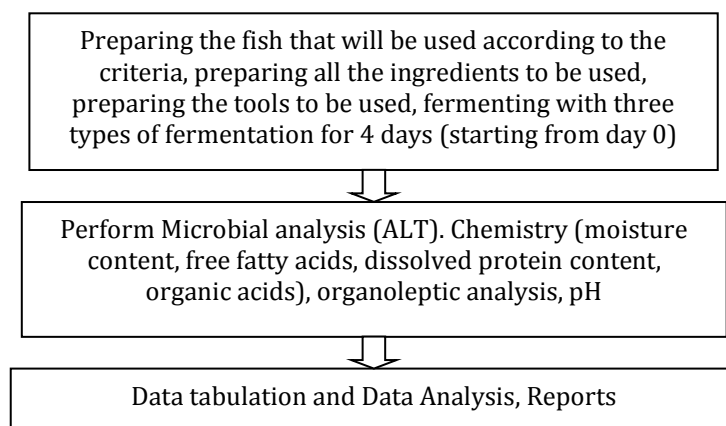 Preparing the fish that will be used according to the
criteria, preparing all the ingredients to be used,
preparing the tools to be used, fermenting with three
types of fermentation for 4 days (starting from day 0)
Perform Microbial analysis (ALT). Chemistry (moisture
content, free fatty acids, dissolved protein content,
organic acids), organoleptic analysis, pH
Data tabulation and Data Analysis, Reports